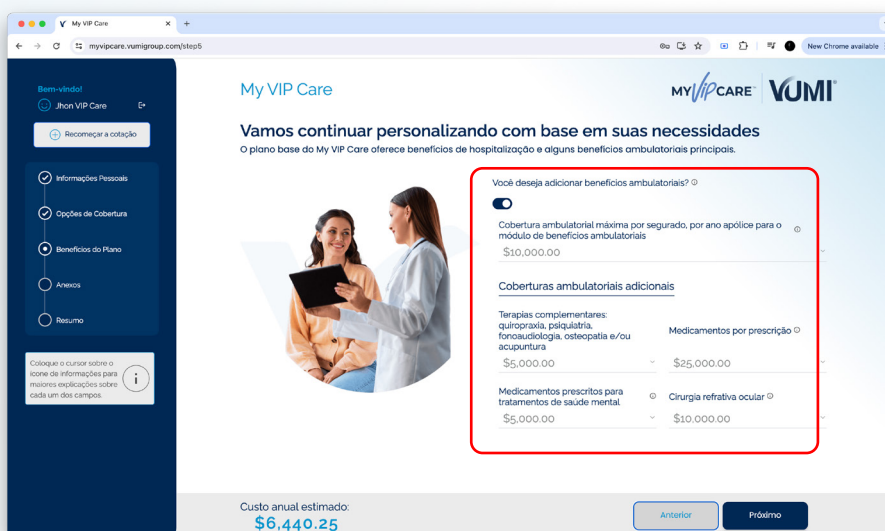 My VIP Care
myvipcare.vumigroup.com/step5
New Chrome available
Bem-vindo!
Jhon VIP Care
Recomeçar a cotação
Informações Pessoais
Opções de Cobertura
Benefícios do Plano
Anexos
Resumo
Coloque o cursor sobre o
ícone de informações para
maiores explicações sobre
cada um dos campos.
i
My VIP Care
MY VIP CARE™ VUMI®
Vamos continuar personalizando com base em suas necessidades
O plano base do My VIP Care oferece benefícios de hospitalização e alguns benefícios ambulatoriais principais.
Você deseja adicionar benefícios ambulatoriais?
Cobertura ambulatorial máxima por segurado, por ano apólice para o
módulo de benefícios ambulatoriais
$10,000.00
Coberturas ambulatoriais adicionais
Terapias complementares:
quiropraxia, psiquiatria,
fonoaudiologia, osteopatia e/ou
acupuntura
$5,000.00
Medicamentos por prescrição
$25,000.00
Medicamentos prescritos para
tratamentos de saúde mental
$5,000.00
Cirurgia refrativa ocular
$10,000.00
Custo anual estimado:
$6,440.25
Anterior
Próximo